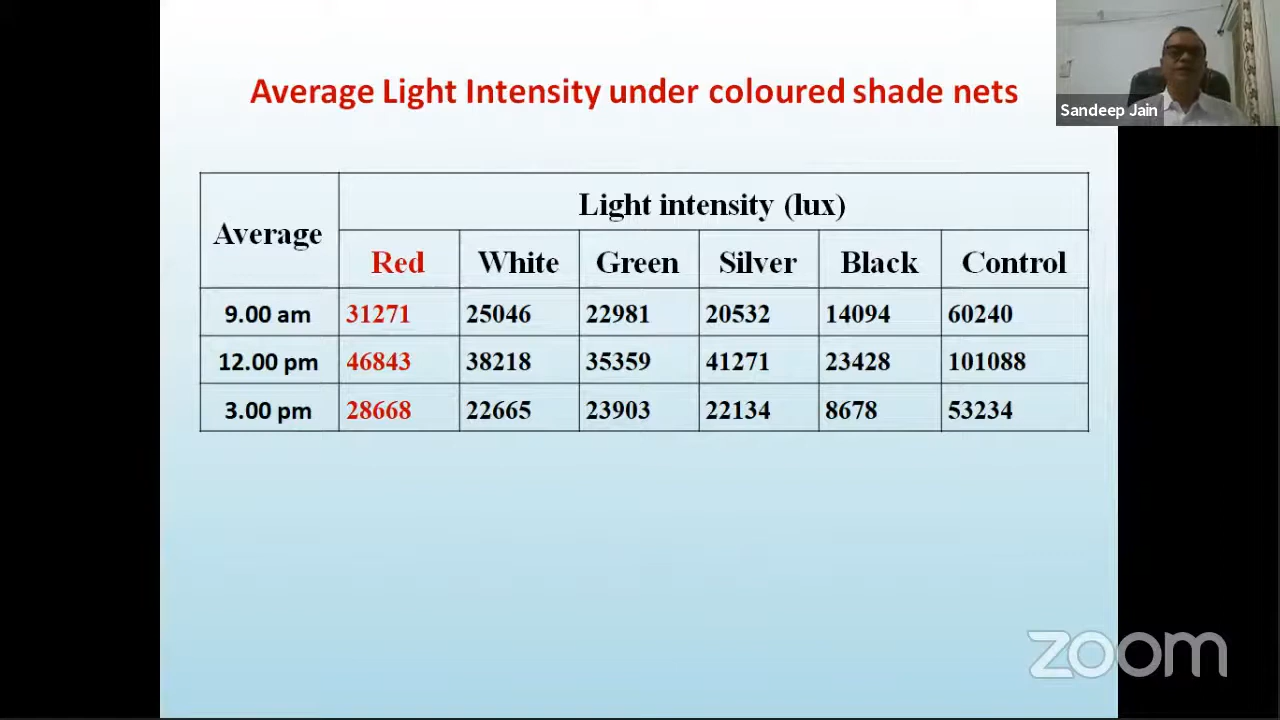 Average Light Intensity under coloured shade nets
Sandeep Jain
Average
Light intensity (lux)
Red White Green Silver Black Control
9.00 am 31271 25046 22981 20532 14094 60240
12.00 pm 46843 38218 35359 41271 23428 101088
3.00 pm 28668 22665 23903 22134 8678 53234
zoom